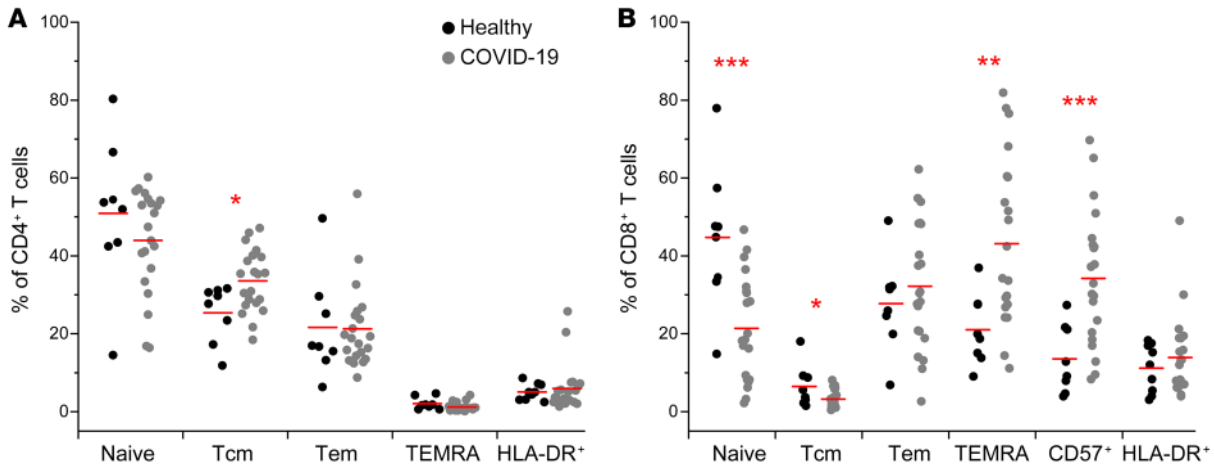 A
% of CD4⁺ T cells
100
80
60
40
20
0
Healthy
COVID-19
*
Naive Tcm Tem TEMRA HLA-DR⁺
B
% of CD8⁺ T cells
100
80
60
40
20
0
*** * ** ***
Naive Tcm Tem TEMRA CD57⁺ HLA-DR⁺